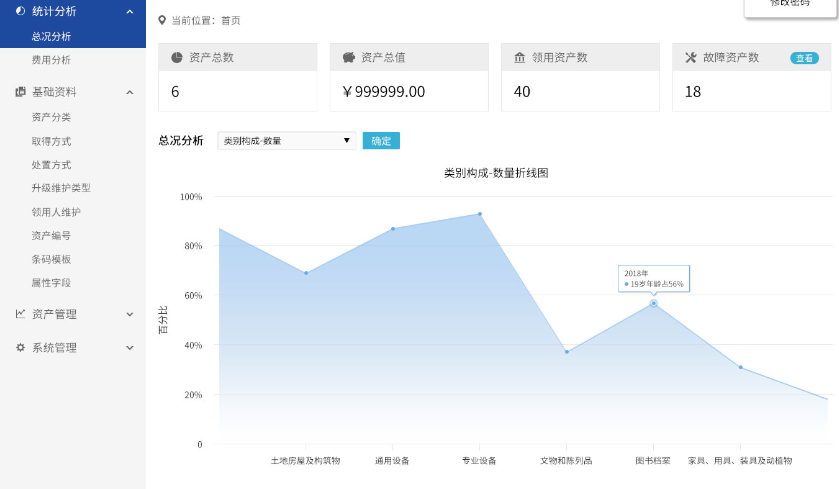 统计分析
总况分析
费用分析
基础资料
资产分类
取得方式
处置方式
升级维护类型
领用人维护
资产编号
条码模板
属性字段
资产管理
系统管理
修改密码
当前位置：首页
资产总数
6
资产总值
￥999999.00
领用资产数
40
故障资产数 查看
18
总况分析 类别构成-数量 确定
类别构成-数量折线图
百分比
100%
80%
60%
40%
20%
0
2018年
19岁年龄占56%
土地房屋及构筑物 通用设备 专业设备 文物和陈列品 图书档案 家具、用具、装具及动植物